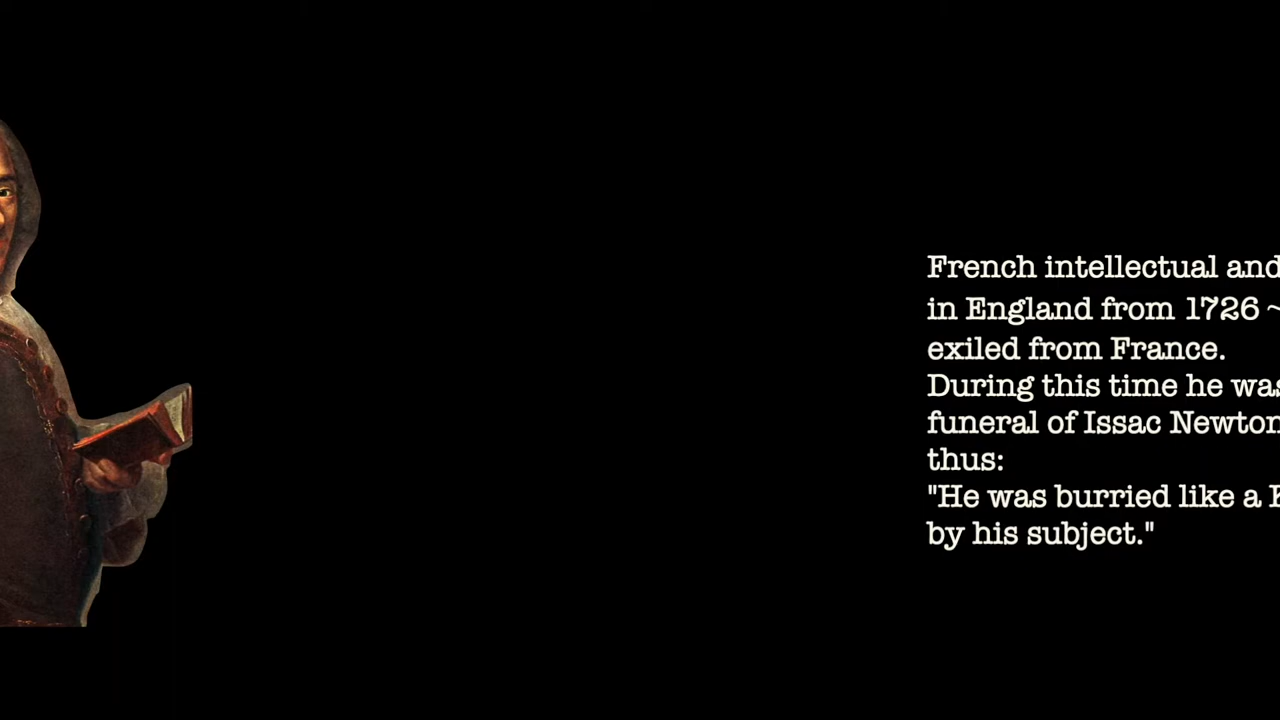 French intellectual and
in England from 1726 ~
exiled from France.
During this time he was
funeral of Issac Newton
thus:
"He was burried like a
by his subject."